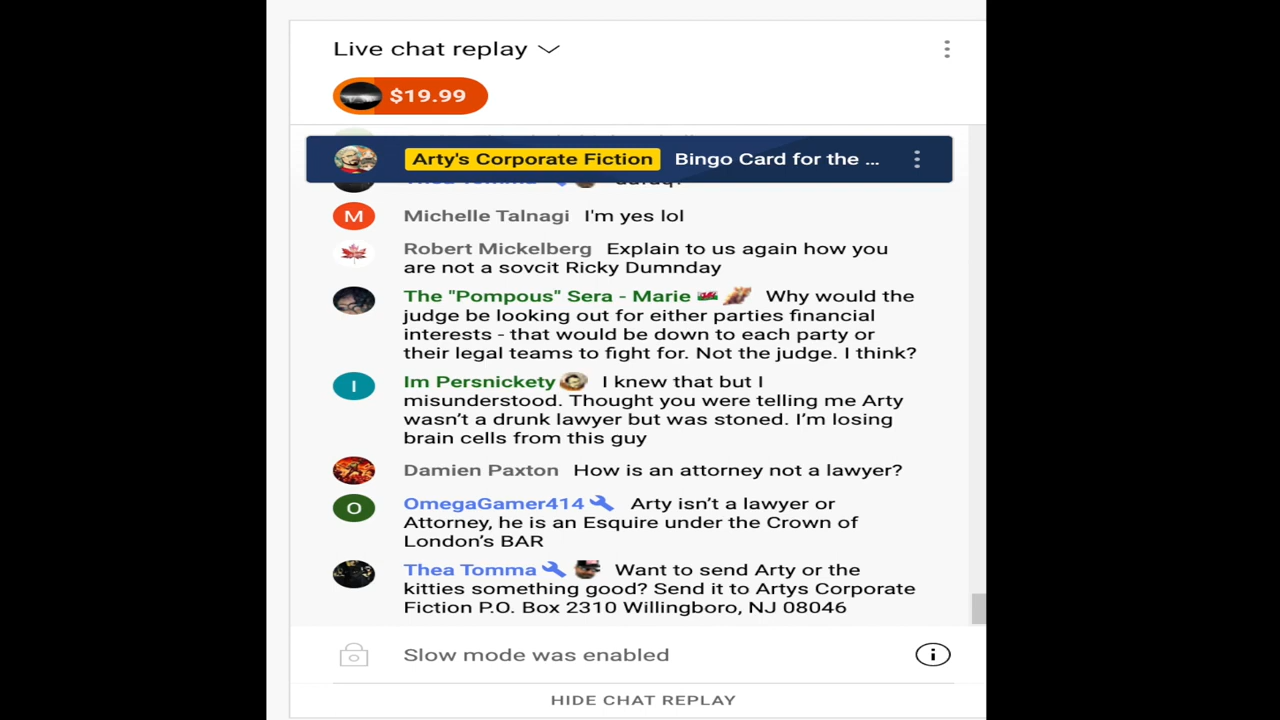 Live chat replay
$19.99
Arty's Corporate Fiction Bingo Card for the ...
Michelle Talnagi I'm yes lol
Robert Mickelberg Explain to us again how you
are not a sovcit Ricky Dumnday
The "Pompous" Sera - Marie Why would the
judge be looking out for either parties financial
interests - that would be down to each party or
their legal teams to fight for. Not the judge. I think?
I
Im Persnickety I knew that but I
misunderstood. Thought you were telling me Arty
wasn't a drunk lawyer but was stoned. I'm losing
brain cells from this guy
Damien Paxton How is an attorney not a lawyer?
O
OmegaGamer414 Arty isn't a lawyer or
Attorney, he is an Esquire under the Crown of
London's BAR
Thea Tomma Want to send Arty or the
kitties something good? Send it to Artys Corporate
Fiction P.O. Box 2310 Willingboro, NJ 08046
Slow mode was enabled
HIDE CHAT REPLAY